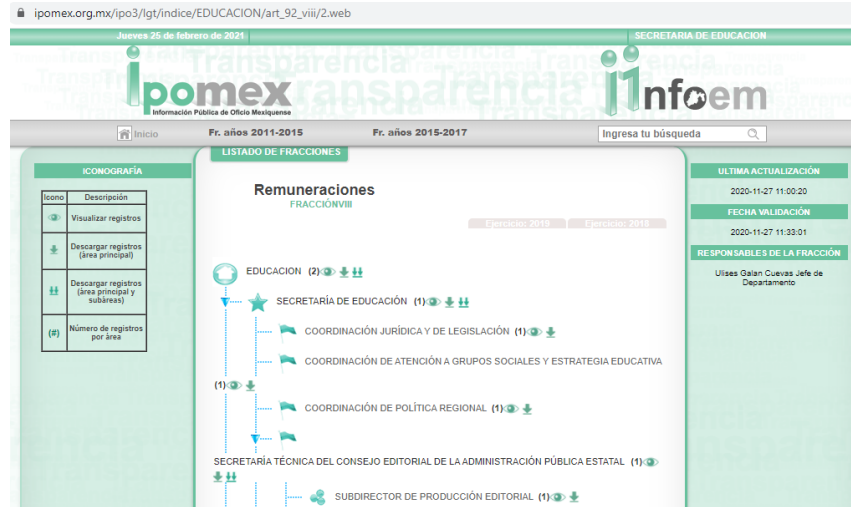 ipomex.org.mx/ipo3/lgt/indice/EDUCACION/art_92_viii/2.web
Jueves 25 de febrero de 2021
SECRETARIA DE EDUCACION
ipomex
Información Pública de Oficio Mexiquense
infoem
Inicio
Fr. años 2011-2015
Fr. años 2015-2017
Ingresa tu búsqueda
LISTADO DE FRACCIONES
ICONOGRAFÍA
Icono Descripción
Visualizar registros
Descargar registros
(área principal)
Descargar registros
(área principal y
subáreas)
(#) Número de registros
por área
Remuneraciones
FRACCIÓNVIII
Ejercicio: 2019
Ejercicio: 2018
EDUCACION (2)
SECRETARÍA DE EDUCACIÓN (1)
COORDINACIÓN JURÍDICA Y DE LEGISLACIÓN (1)
COORDINACIÓN DE ATENCIÓN A GRUPOS SOCIALES Y ESTRATEGIA EDUCATIVA
(1)
COORDINACIÓN DE POLÍTICA REGIONAL (1)
SECRETARÍA TÉCNICA DEL CONSEJO EDITORIAL DE LA ADMINISTRACIÓN PÚBLICA ESTATAL (1)
SUBDIRECTOR DE PRODUCCIÓN EDITORIAL (1)
ULTIMA ACTUALIZACIÓN
2020-11-27 11:00:20
FECHA VALIDACIÓN
2020-11-27 11:33:01
RESPONSABLES DE LA FRACCIÓN
Ulises Galan Cuevas Jefe de
Departamento